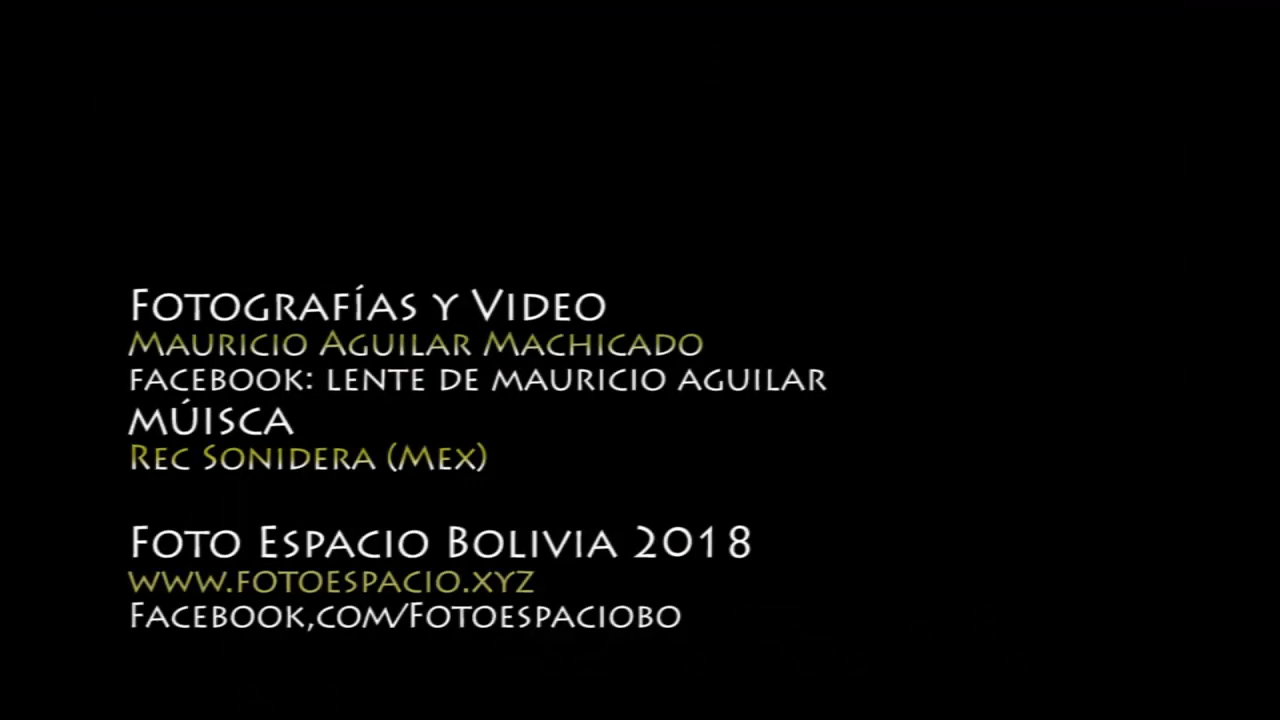 Fotografías y Video
Mauricio Aguilar Machicado
facebook: lente de mauricio aguilar
múisca
Rec Sonidera (Mex)
Foto Espacio Bolivia 2018
www.fotoespacio.xyz
Facebook,com/Fotoespaciobo